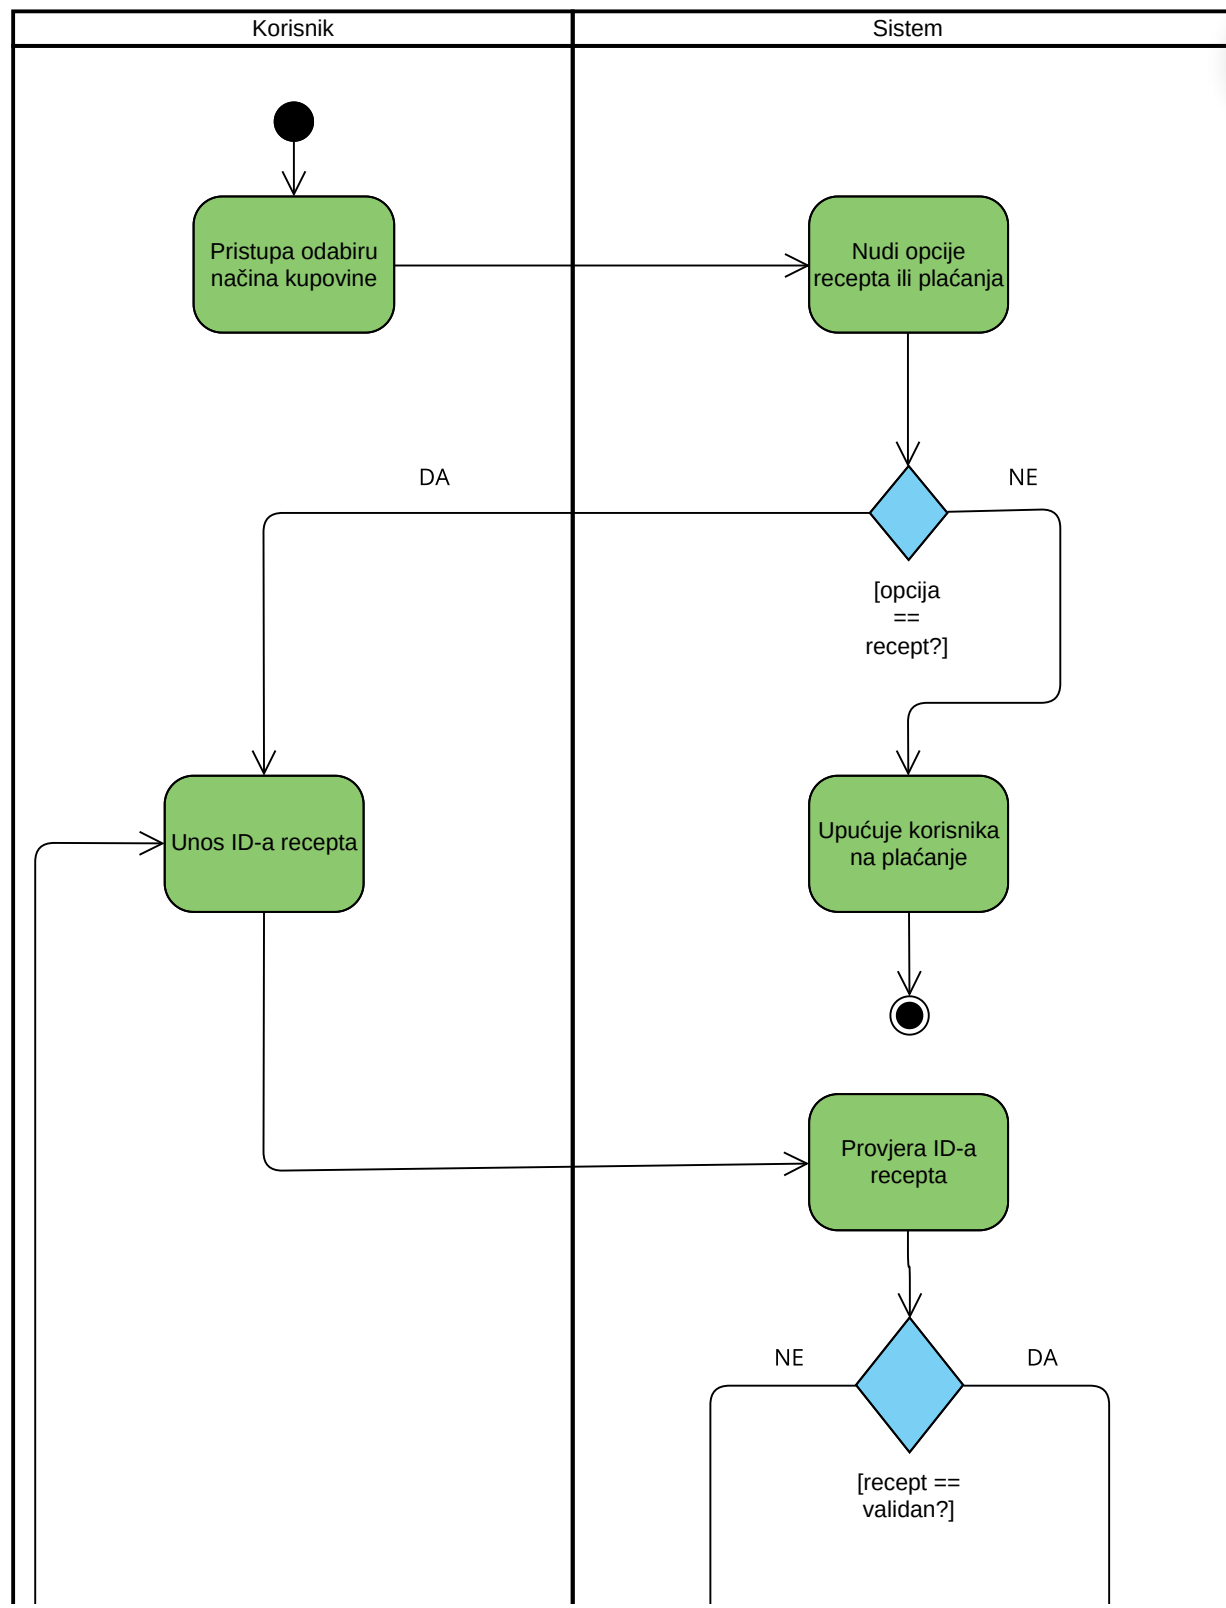 Korisnik
Sistem
Pristupa odabiru
načina kupovine
Nudi opcije
recepta ili plaćanja
DA
NE
[opcija
==
recept?]
Unos ID-a recepta
Upućuje korisnika
na plaćanje
Provjera ID-a
recepta
NE
DA
[recept ==
validan?]